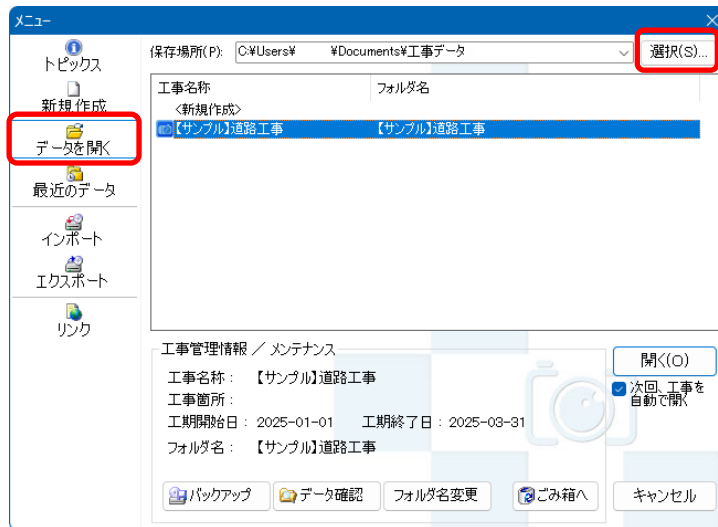 メニュー
トピックス
新規作成
データを開く
最近のデータ
インポート
エクスポート
リンク
保存場所(P): C:¥Users¥ ¥Documents¥工事データ 選択(S)...
工事名称 フォルダ名
<新規作成>
【サンプル】道路工事 【サンプル】道路工事
工事管理情報 / メンテナンス
工事名称： 【サンプル】道路工事
工事箇所：
工期開始日： 2025-01-01 工期終了日： 2025-03-31
フォルダ名： 【サンプル】道路工事
バックアップ データ確認 フォルダ名変更 ごみ箱へ
開く(O)
次回、工事を
自動で開く
キャンセル